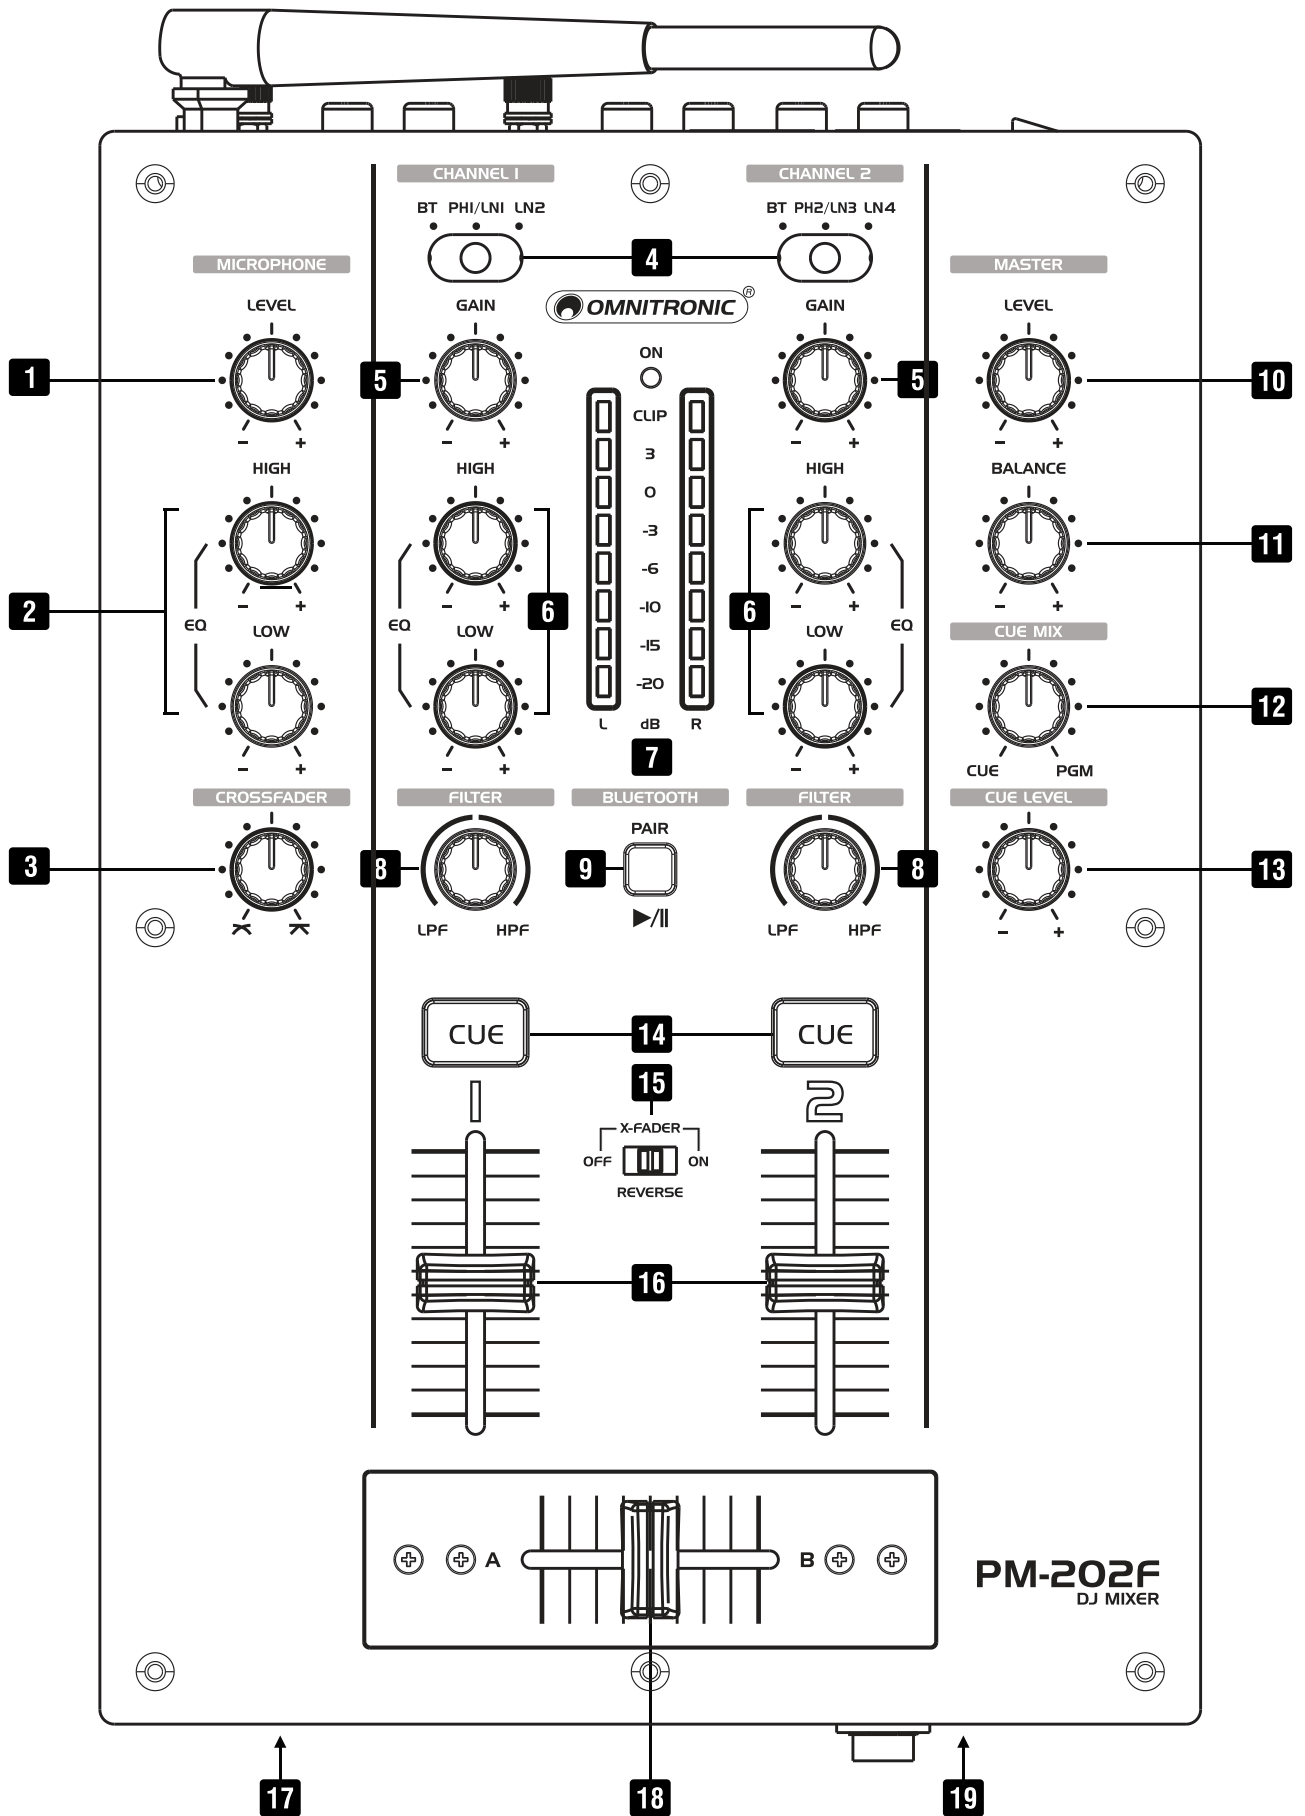 CHANNEL 1
CHANNEL 2
BT PH1/LN1 LN2
BT PH2/LN3 LN4
4
MICROPHONE
MASTER
OMNITRONIC ®
LEVEL
GAIN
GAIN
LEVEL
ON
1
5
5
10
CLIP
3
0
-3
-6
-10
-15
-20
L dB R
7
- +
- +
- +
- +
HIGH
HIGH
HIGH
BALANCE
11
2
EQ
EQ
6
6
EQ
- +
- +
- +
- +
LOW
LOW
LOW
CUE MIX
12
- +
- +
- +
CUE PGM
CROSSFADER
FILTER
BLUETOOTH
FILTER
CUE LEVEL
PAIR
3
8
9
8
13
LPF HPF
▶/II
LPF HPF
- +
CUE
14
CUE
1
15
2
X-FADER
OFF ON
REVERSE
16
A B
PM-202F
DJ MIXER
17
18
19